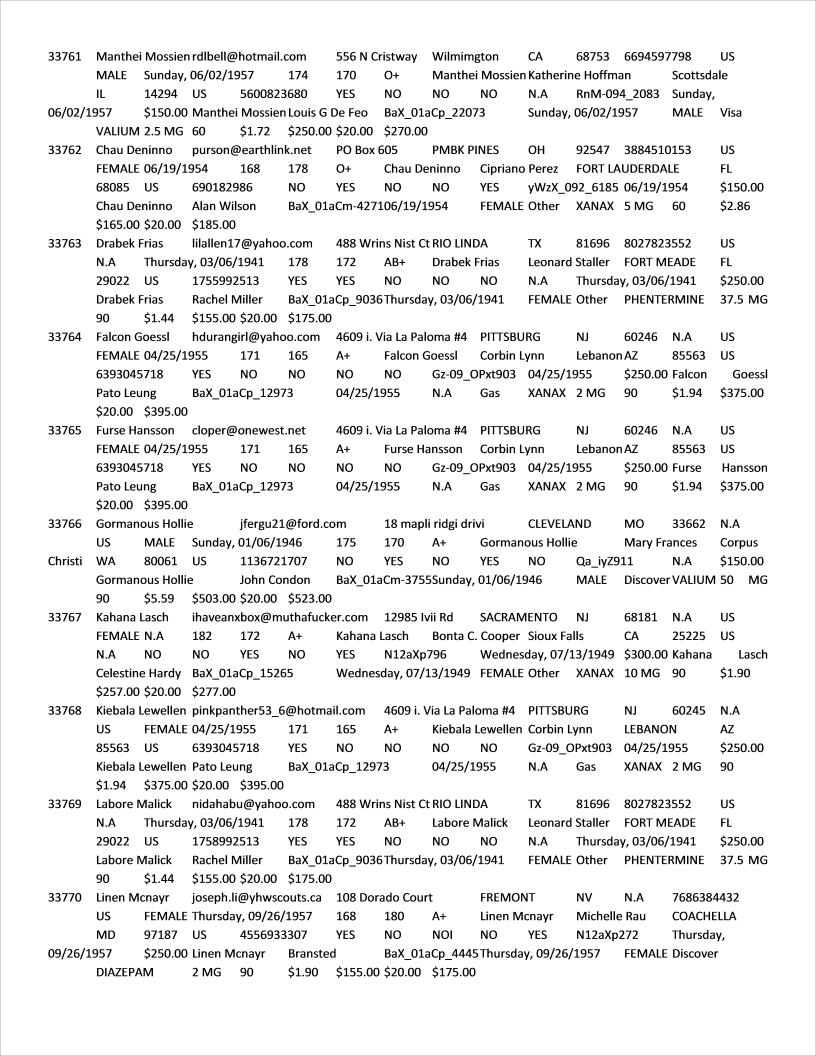 33761 Manthei Mossien rdlbell@hotmail.com 556 N Cristway Wilmimgton CA 68753 6694597798 US
MALE Sunday, 06/02/1957 174 170 O+ Manthei Mossien Katherine Hoffman Scottsdale
IL 14294 US 5600823680 YES NO NO NO N.A RnM-094_2083 Sunday,
06/02/1957 $150.00 Manthei Mossien Louis G De Feo BaX_01aCp_22073 Sunday, 06/02/1957 MALE Visa
VALIUM 2.5 MG 60 $1.72 $250.00 $20.00 $270.00
33762 Chau Deninno purson@earthlink.net PO Box 605 PMBK PINES OH 92547 3884510153 US
FEMALE 06/19/1954 168 178 O+ Chau Deninno Cipriano Perez FORT LAUDERDALE FL
68085 US 690182986 NO YES NO NO YES yWzX_092_6185 06/19/1954 $150.00
Chau Deninno Alan Wilson BaX_01aCm-4271 06/19/1954 FEMALE Other XANAX 5 MG 60 $2.86
$165.00 $20.00 $185.00
33763 Drabek Frias lilallen17@yahoo.com 488 Wrins Nist Ct RIO LINDA TX 81696 8027823552 US
N.A Thursday, 03/06/1941 178 172 AB+ Drabek Frias Leonard Staller FORT MEADE FL
29022 US 1755992513 YES YES NO NO NO N.A Thursday, 03/06/1941 $250.00
Drabek Frias Rachel Miller BaX_01aCp_9036 Thursday, 03/06/1941 FEMALE Other PHENTERMINE 37.5 MG
90 $1.44 $155.00 $20.00 $175.00
33764 Falcon Goessl hdurangirl@yahoo.com 4609 i. Via La Paloma #4 PITTSBURG NJ 60246 N.A US
FEMALE 04/25/1955 171 165 A+ Falcon Goessl Corbin Lynn Lebanon AZ 85563 US
6393045718 YES NO NO NO NO Gz-09_OPxt903 04/25/1955 $250.00 Falcon Goessl
Pato Leung BaX_01aCp_12973 04/25/1955 N.A Gas XANAX 2 MG 90 $1.94 $375.00
$20.00 $395.00
33765 Furse Hansson cloper@onewest.net 4609 i. Via La Paloma #4 PITTSBURG NJ 60246 N.A US
FEMALE 04/25/1955 171 165 A+ Furse Hansson Corbin Lynn Lebanon AZ 85563 US
6393045718 YES NO NO NO NO Gz-09_OPxt903 04/25/1955 $250.00 Furse Hansson
Pato Leung BaX_01aCp_12973 04/25/1955 N.A Gas XANAX 2 MG 90 $1.94 $375.00
$20.00 $395.00
33766 Gormanous Hollie jfergu21@ford.com 18 mapli ridgi drivi CLEVELAND MO 33662 N.A
US MALE Sunday, 01/06/1946 175 170 A+ Gormanous Hollie Mary Frances Corpus
Christi WA 80061 US 1136721707 NO YES NO YES NO Qa_iyZ911 N.A $150.00
Gormanous Hollie John Condon BaX_01aCm-3755 Sunday, 01/06/1946 MALE Discover VALIUM 50 MG
90 $5.59 $503.00 $20.00 $523.00
33767 Kahana Lasch ihaveanxbox@muthafucker.com 12985 Ivii Rd SACRAMENTO NJ 68181 N.A US
FEMALE N.A 182 172 A+ Kahana Lasch Bonta C. Cooper Sioux Falls CA 25225 US
N.A NO NO YES NO YES N12aXp796 Wednesday, 07/13/1949 $300.00 Kahana Lasch
Celestine Hardy BaX_01aCp_15265 Wednesday, 07/13/1949 FEMALE Other XANAX 10 MG 90 $1.90
$257.00 $20.00 $277.00
33768 Kiebala Lewellen pinkpanther53_6@hotmail.com 4609 i. Via La Paloma #4 PITTSBURG NJ 60245 N.A
US FEMALE 04/25/1955 171 165 A+ Kiebala Lewellen Corbin Lynn LEBANON AZ
85563 US 6393045718 YES NO NO NO NO Gz-09_OPxt903 04/25/1955 $250.00
Kiebala Lewellen Pato Leung BaX_01aCp_12973 04/25/1955 N.A Gas XANAX 2 MG 90
$1.94 $375.00 $20.00 $395.00
33769 Labore Malick nidahabu@yahoo.com 488 Wrins Nist Ct RIO LINDA TX 81696 8027823552 US
N.A Thursday, 03/06/1941 178 172 AB+ Labore Malick Leonard Staller FORT MEADE FL
29022 US 1758992513 YES YES NO NO NO N.A Thursday, 03/06/1941 $250.00
Labore Malick Rachel Miller BaX_01aCp_9036 Thursday, 03/06/1941 FEMALE Other PHENTERMINE 37.5 MG
90 $1.44 $155.00 $20.00 $175.00
33770 Linen Mcnayr joseph.li@yhwscouts.ca 108 Dorado Court FREMONT NV N.A 7686384432
US FEMALE Thursday, 09/26/1957 168 180 A+ Linen Mcnayr Michelle Rau COACHELLA
MD 97187 US 4556933307 YES NO NOI NO YES N12aXp272 Thursday,
09/26/1957 $250.00 Linen Mcnayr Bransted BaX_01aCp_4445 Thursday, 09/26/1957 FEMALE Discover
DIAZEPAM 2 MG 90 $1.90 $155.00 $20.00 $175.00